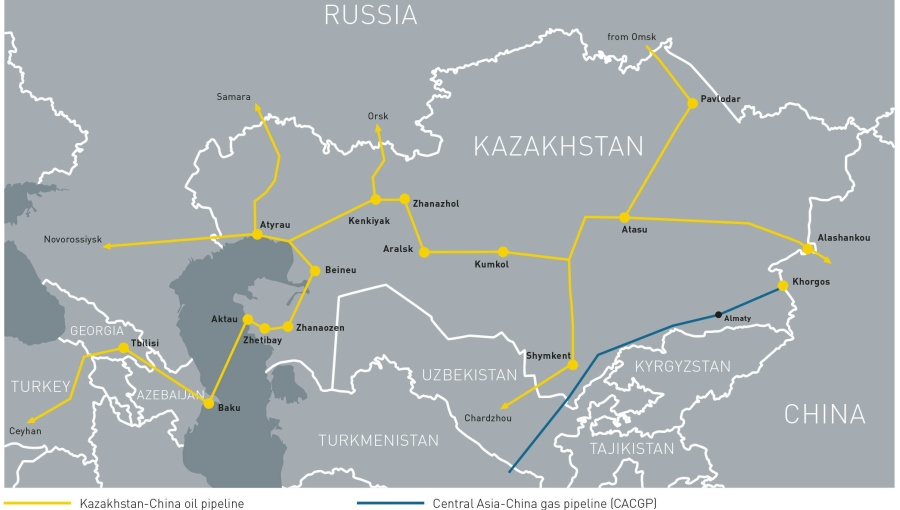 RUSSIA
from Omsk
Samara
Pavlodar
Orsk
KAZAKHSTAN
Zhanazhol
Kenkiyak
Atyrau
Atasu
Novorossiysk
Alashankou
Aralsk
Kumkol
Beineu
Khorgos
Aktau
Almaty
Zhanaozen
GEORGIA
Zhetibay
Tbilisi
Shymkent
KYRGYZSTAN
UZBEKISTAN
TURKEY
AZEBAIJAN
Baku
CHINA
Chardzhou
Ceyhan
TURKMENISTAN
TAJIKISTAN
Kazakhstan-China oil pipeline
Central Asia-China gas pipeline (CACGP)